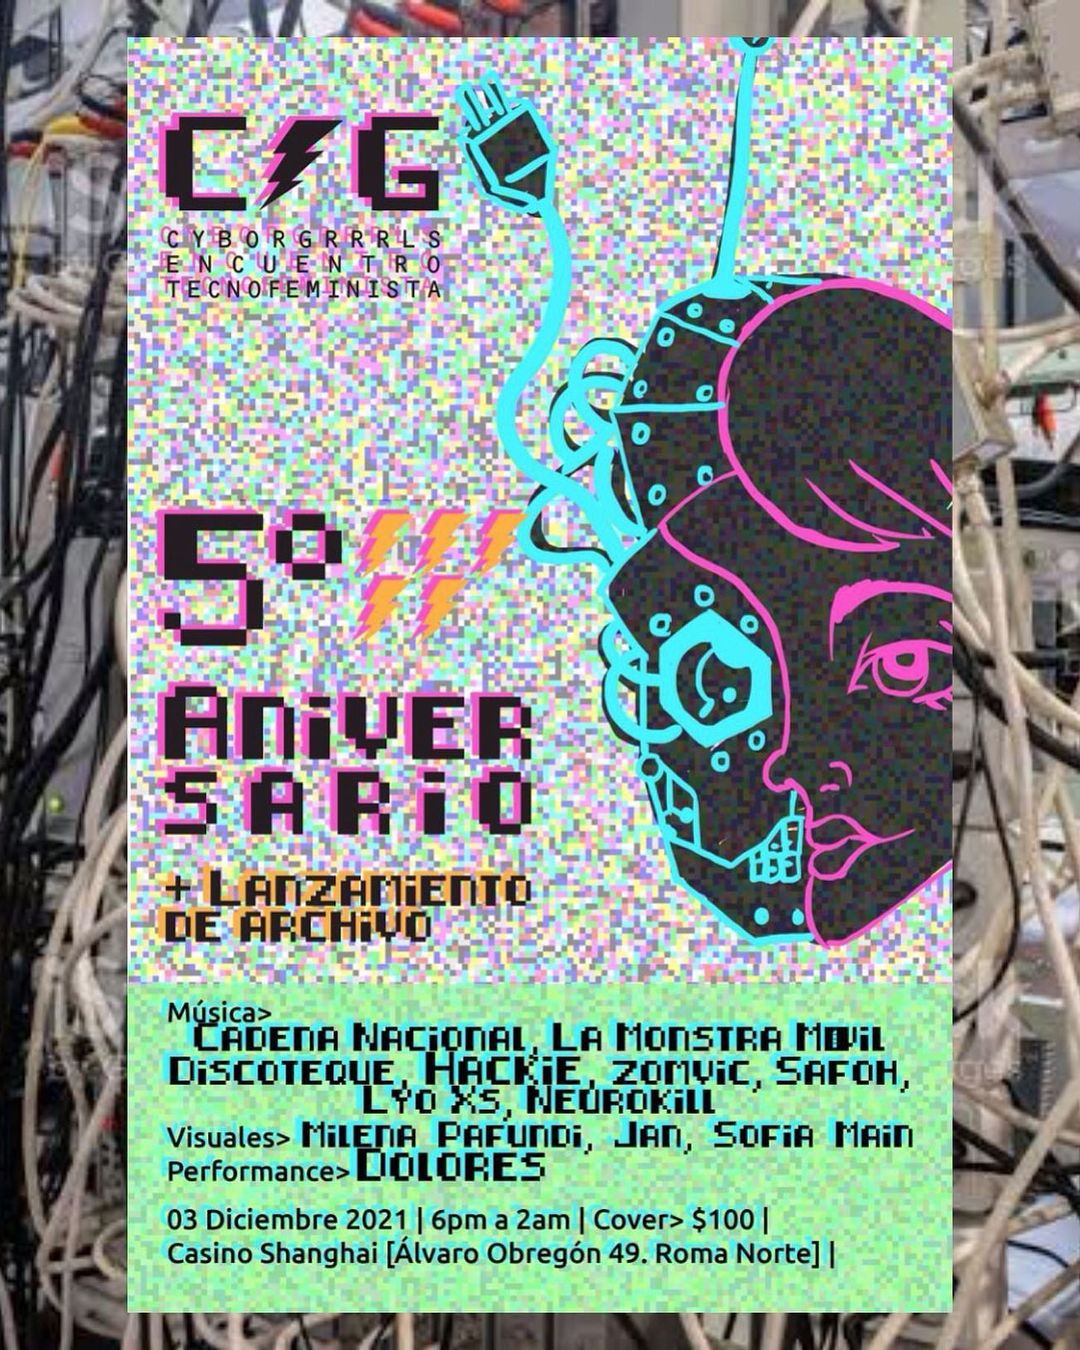 C G
CYBORGRRRLS
ENCUENTRO
TECNOFEMINISTA
5º
ANiVER
SARiO
+ LANZAMiENTO
DE ARCHiVO
Música>
CADENA NACiONAL, LA MONSTRA MÓViL
DiSCOTEQUE, HACKiE, ZOMViC, SAFOH,
LYO XS, NEUROKiLL
Visuales> MiLENA PAFUNDi, JAN, SOFiA MAIN
Performance> DOLORES
03 Diciembre 2021 | 6pm a 2am | Cover> $100 |
Casino Shanghai [Álvaro Obregón 49. Roma Norte] |